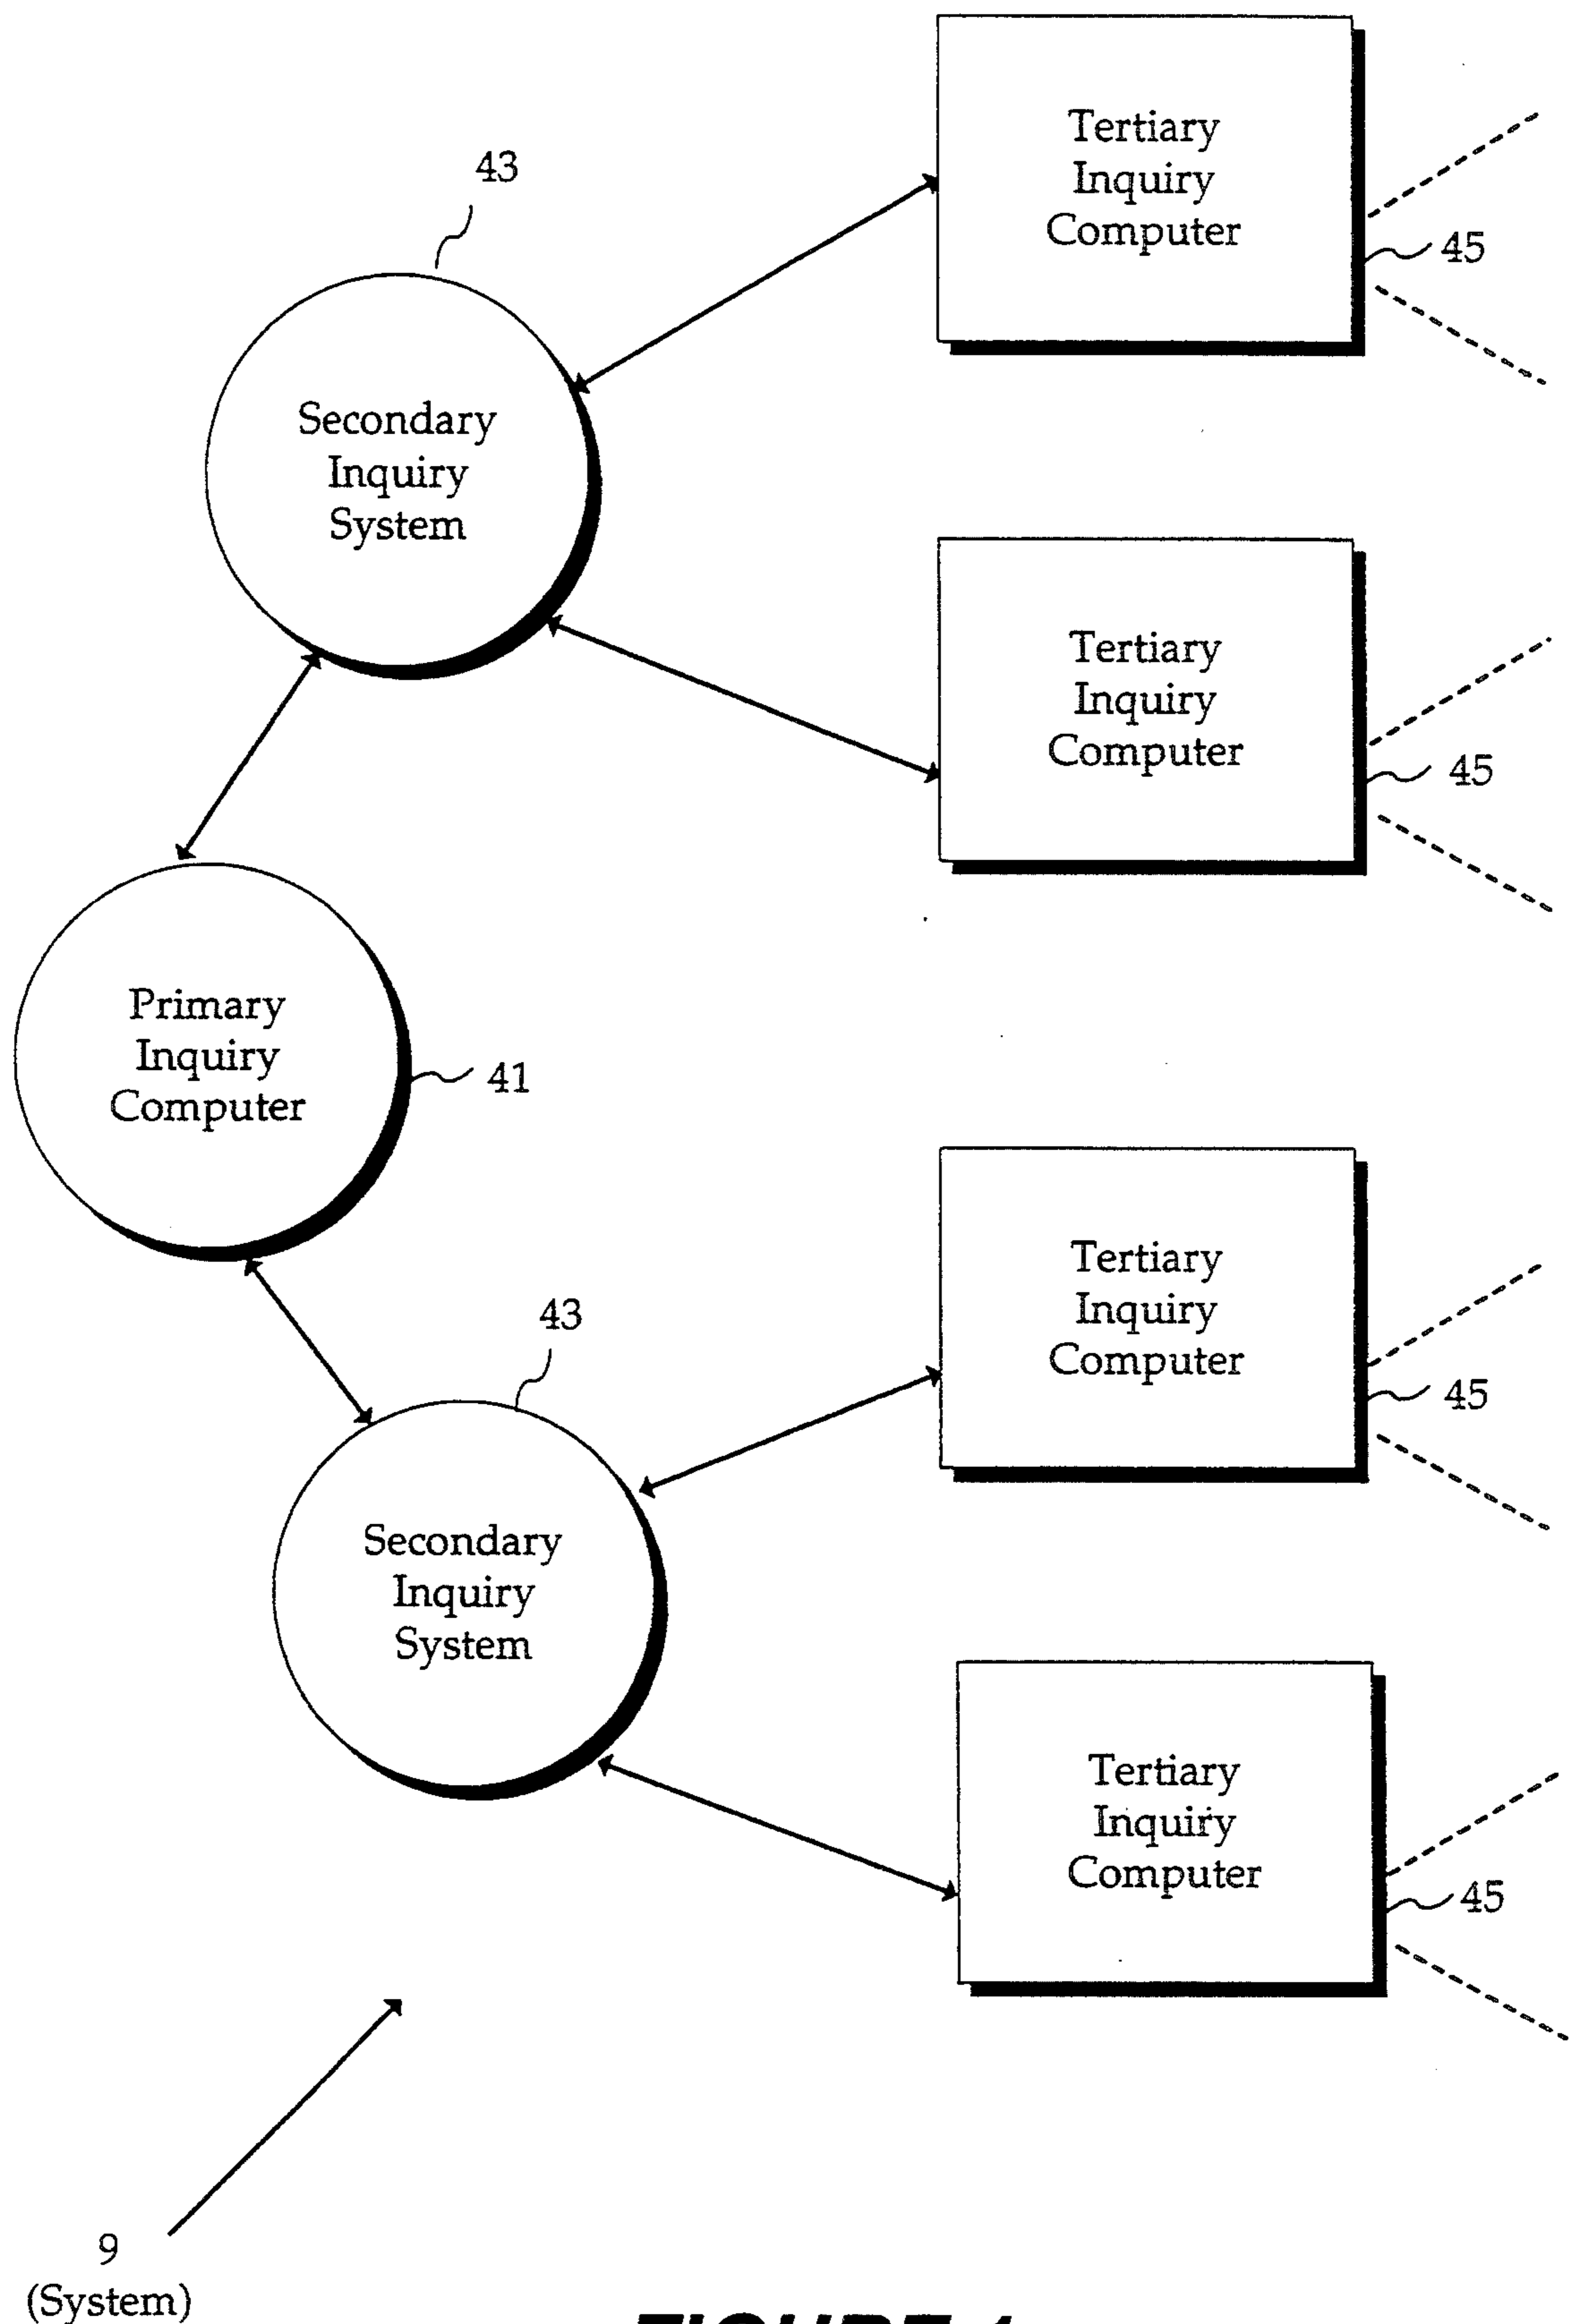 Tertiary
Inquiry
Computer
45
43
Secondary
Inquiry
System
Tertiary
Inquiry
Computer
45
Primary
Inquiry
Computer
41
Tertiary
Inquiry
Computer
45
43
Secondary
Inquiry
System
Tertiary
Inquiry
Computer
45
9
(System)